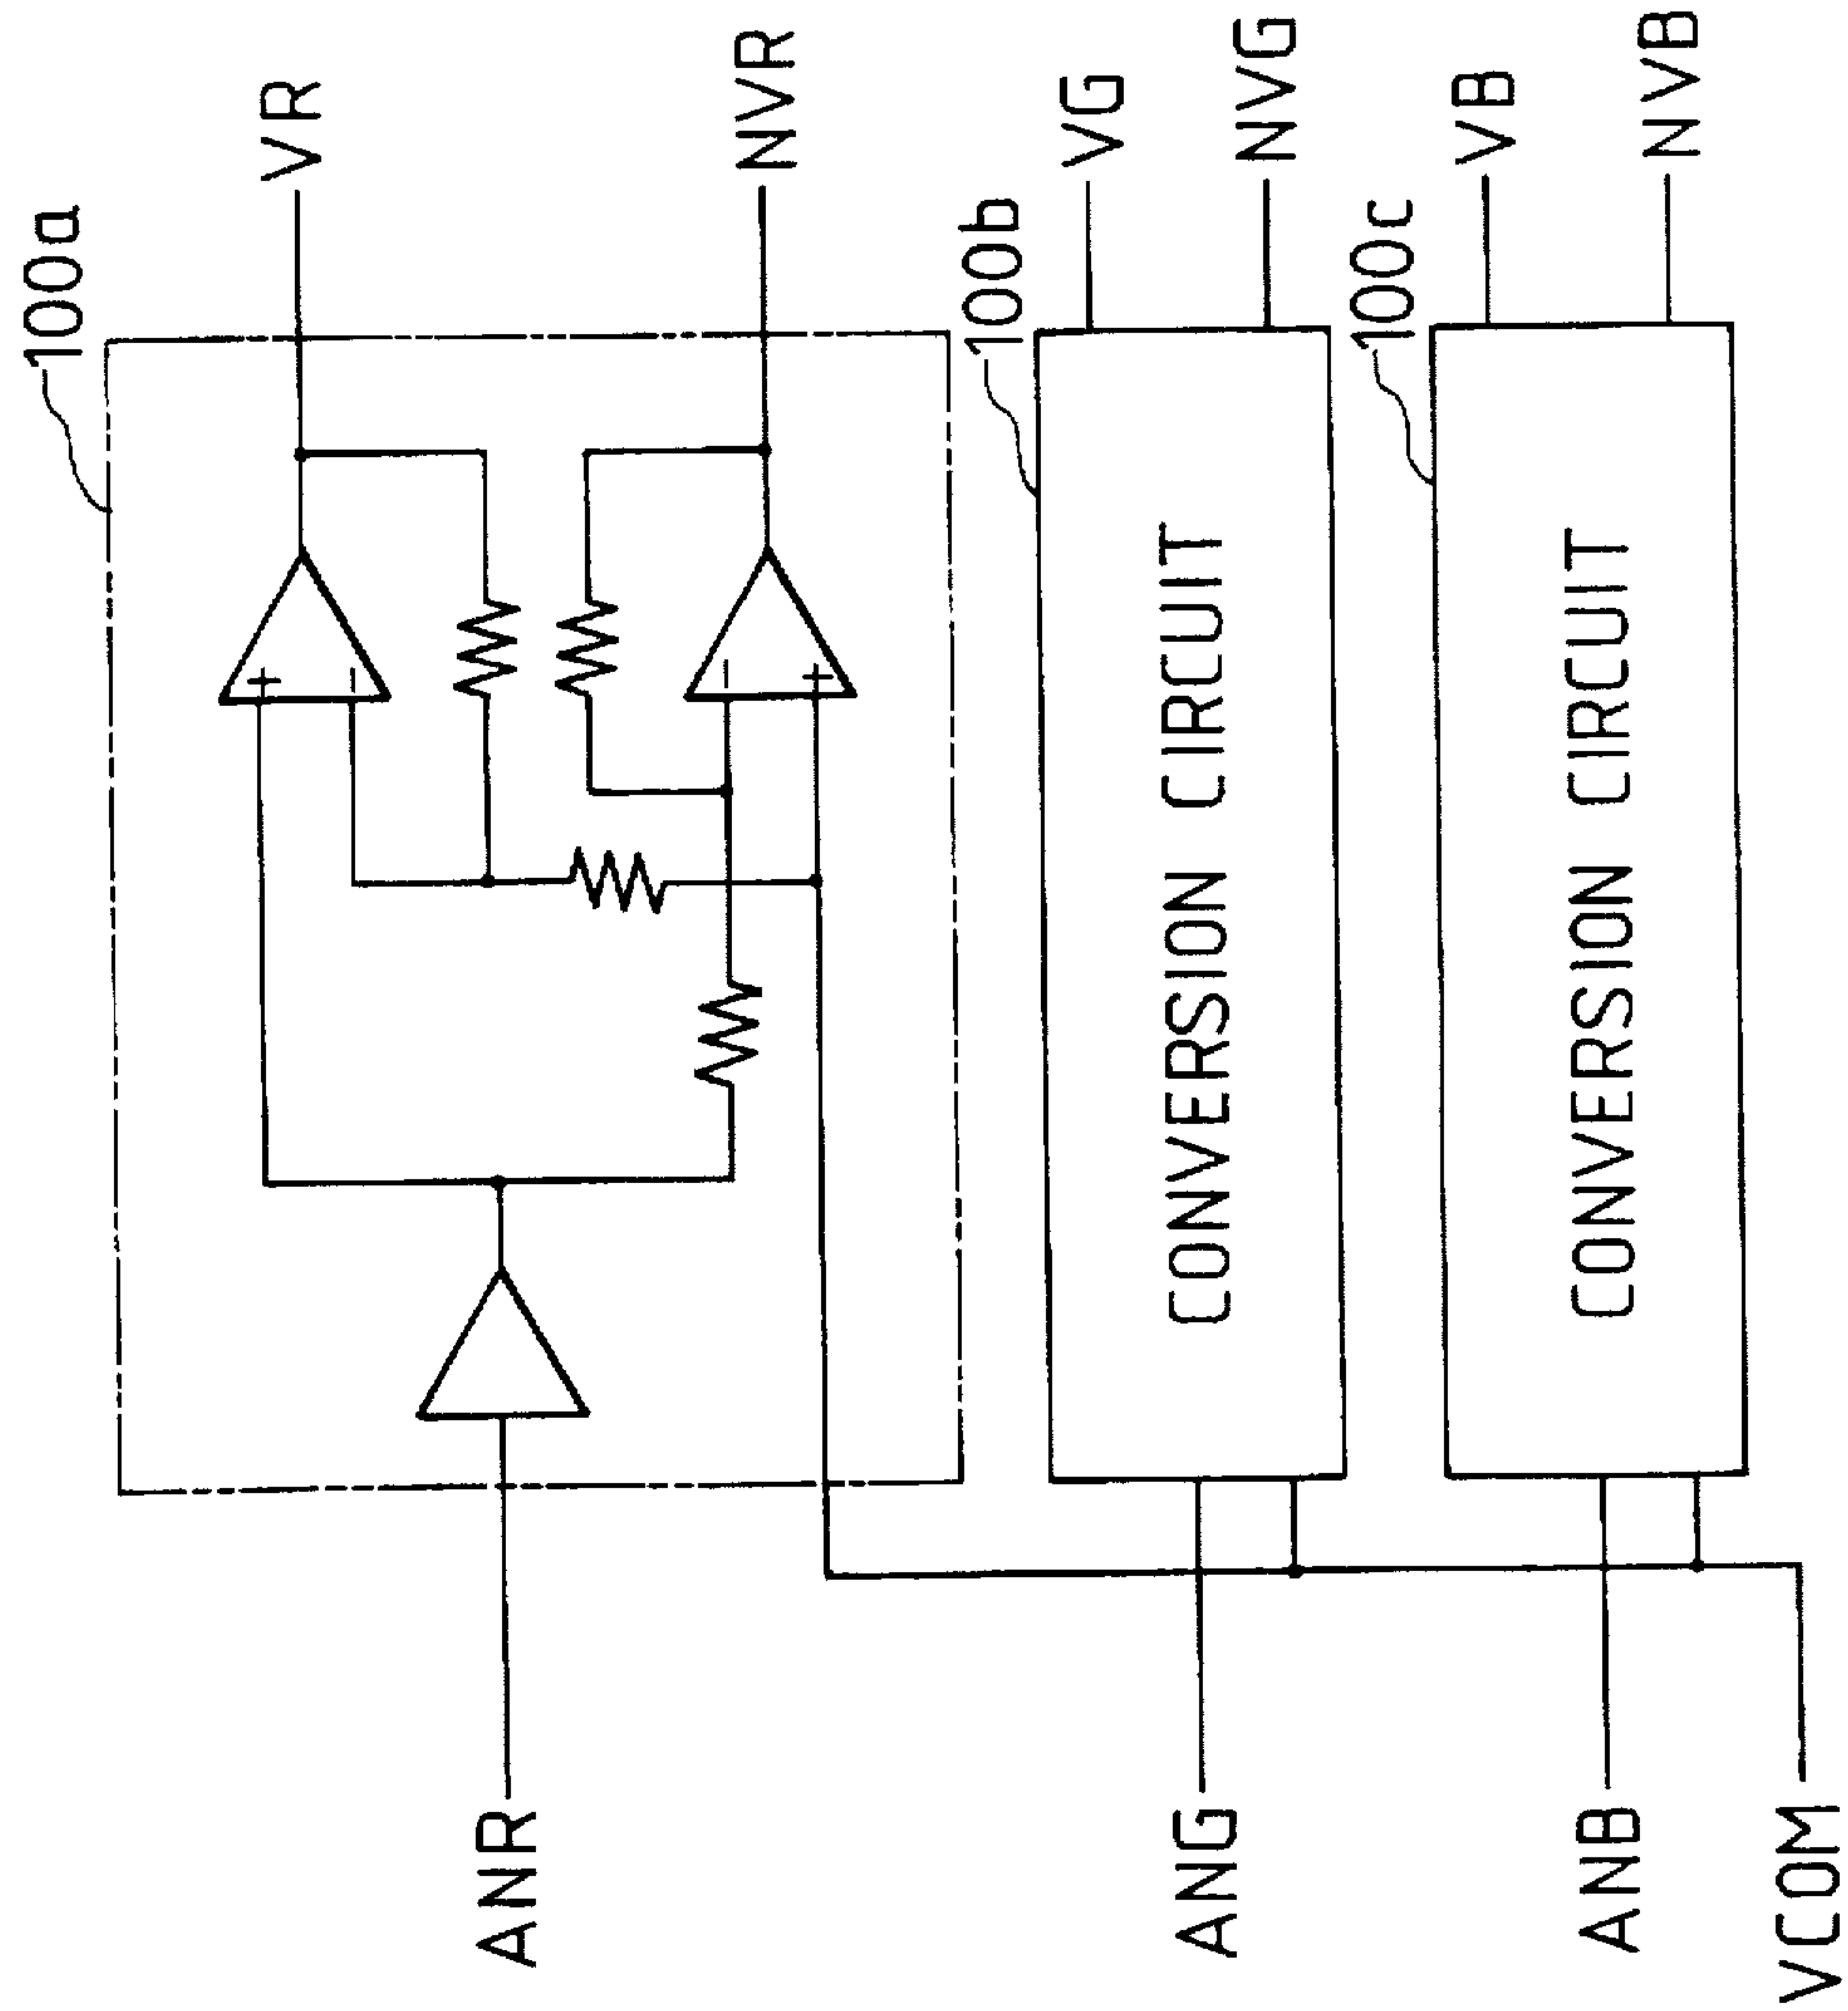 100a
VR
NVR
ANR
100b
VG
NVG
CONVERSION CIRCUIT
ANG
100c
VB
NVB
CONVERSION CIRCUIT
ANB
VCOM